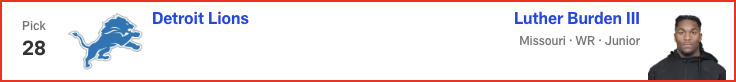 Pick
28
Detroit Lions
Luther Burden III
Missouri · WR · Junior